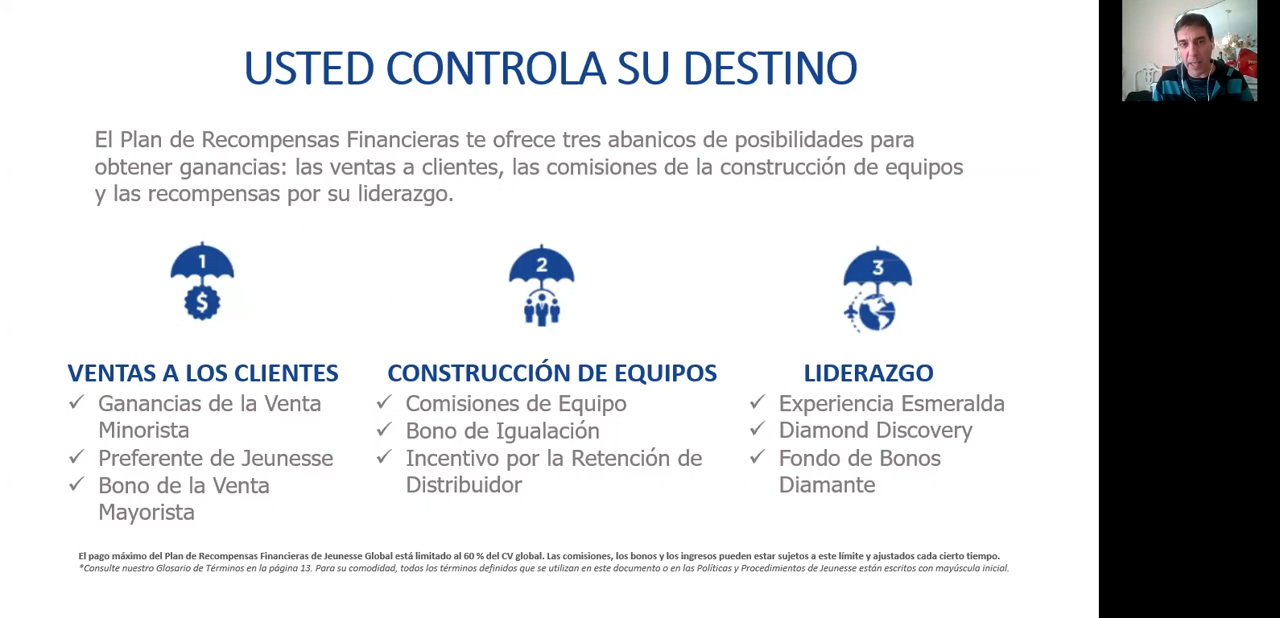 USTED CONTROLA SU DESTINO
El Plan de Recompensas Financieras te ofrece tres abanicos de posibilidades para
obtener ganancias: las ventas a clientes, las comisiones de la construcción de equipos
y las recompensas por su liderazgo.
1
$
2
3
VENTAS A LOS CLIENTES
✓ Ganancias de la Venta
Minorista
✓ Preferente de Jeunesse
✓ Bono de la Venta
Mayorista
CONSTRUCCIÓN DE EQUIPOS
✓ Comisiones de Equipo
✓ Bono de Igualación
✓ Incentivo por la Retención de
Distribuidor
LIDERAZGO
✓ Experiencia Esmeralda
✓ Diamond Discovery
✓ Fondo de Bonos
Diamante
El pago máximo del Plan de Recompensas Financieras de Jeunesse Global está limitado al 60 % del CV global. Las comisiones, los bonos y los ingresos pueden estar sujetos a este límite y ajustados cada cierto tiempo.
*Consulte nuestro Glosario de Términos en la página 13. Para su comodidad, todos los términos definidos que se utilizan en este documento o en las Políticas y Procedimientos de Jeunesse están escritos con mayúscula inicial.